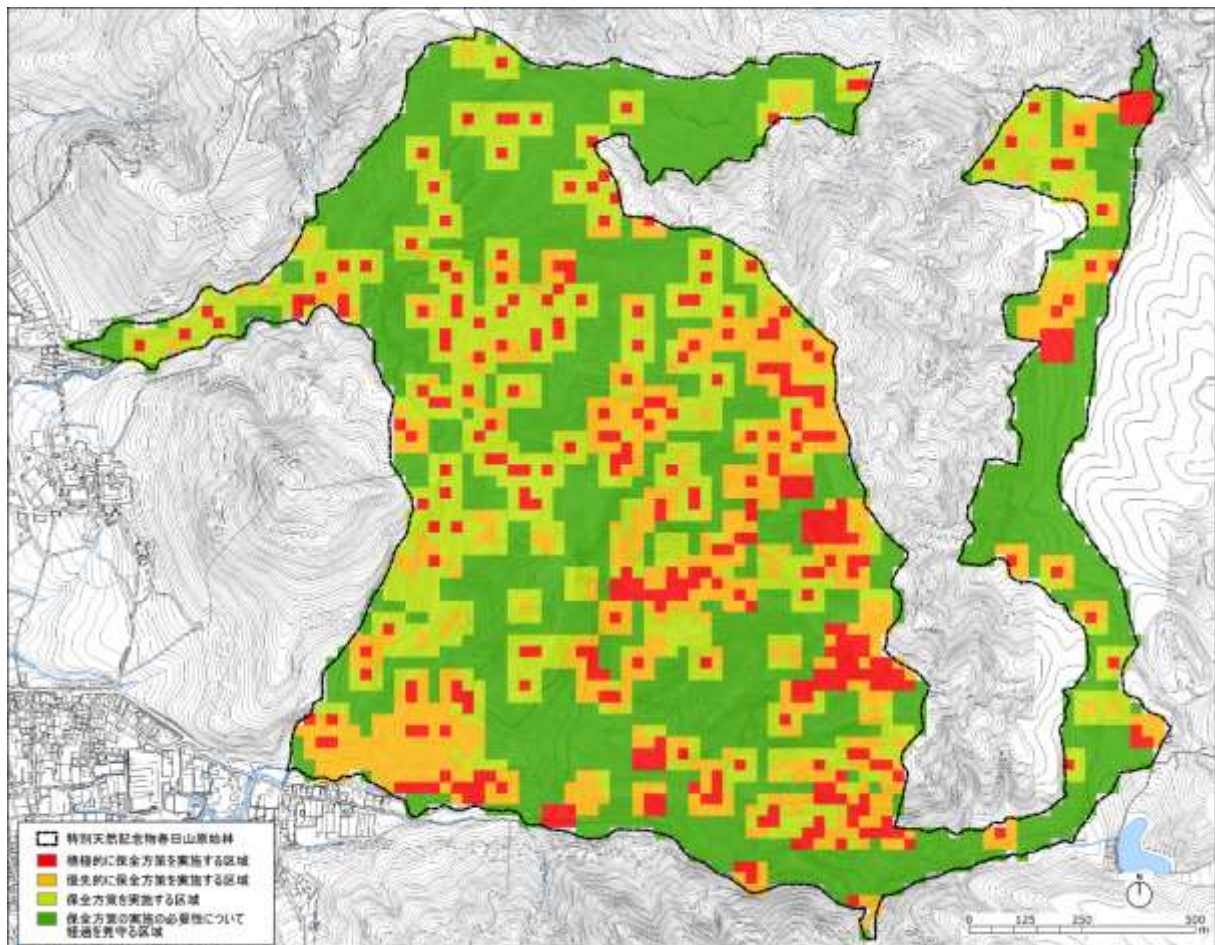 特別天然記念物春日山原始林
積極的に保全方策を実施する区域
優先的に保全方策を実施する区域
保全方策を実施する区域
保全方策の実施の必要性について
経過を見守る区域
N
0 125 250 500
m